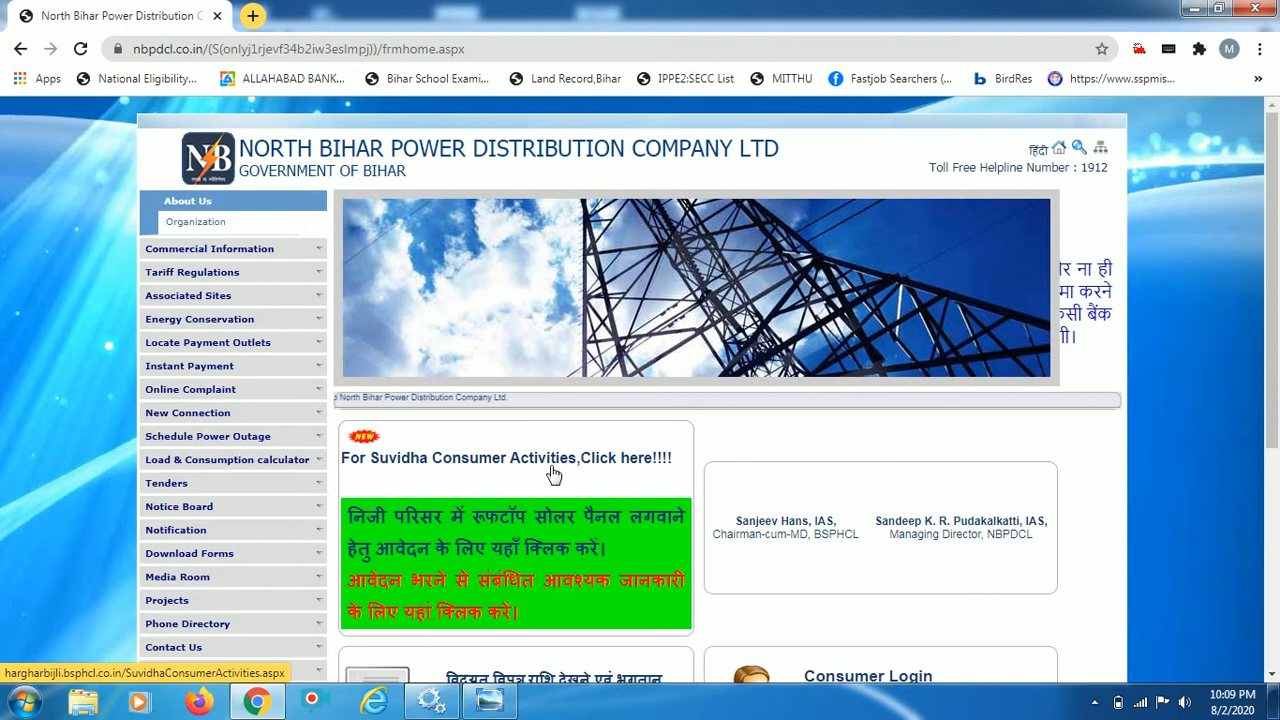 North Bihar Power Distribution C
nbpdcl.co.in/(S(onlyj1rjevf34b2iw3eslmpj))/frmhome.aspx
M
Apps
National Eligibility...
ALLAHABAD BANK...
Bihar School Exami...
Land Record,Bihar
IPPE2:SECC List
MITTHU
Fastjob Searchers (...
BirdRes
https://www.sspmis...
»
NB
NORTH BIHAR POWER DISTRIBUTION COMPANY LTD
GOVERNMENT OF BIHAR
हिंदी
Toll Free Helpline Number : 1912
About Us
Organization
Commercial Information
Tariff Regulations
Associated Sites
Energy Conservation
Locate Payment Outlets
Instant Payment
Online Complaint
New Connection
Schedule Power Outage
Load & Consumption calculator
Tenders
Notice Board
Notification
Download Forms
Media Room
Projects
Phone Directory
Contact Us
ना ही
करने
बैंक
North Bihar Power Distribution Company Ltd.
NEW
For Suvidha Consumer Activities,Click here!!!!
निजी परिसर में रूफटॉप सोलर पैनल लगवाने
हेतु आवेदन के लिए यहाँ क्लिक करें।
आवेदन भरने से संबंधित आवश्यक जानकारी
के लिए यहां क्लिक करें।
Sanjeev Hans, IAS,
Chairman-cum-MD, BSPHCL
Sandeep K. R. Pudakalkatti, IAS,
Managing Director, NBPDCL
विद्युत विपत्र राशि देखने एवं भुगतान
Consumer Login
hargharbijli.bsphcl.co.in/SuvidhaConsumerActivities.aspx
10:09 PM
8/2/2020